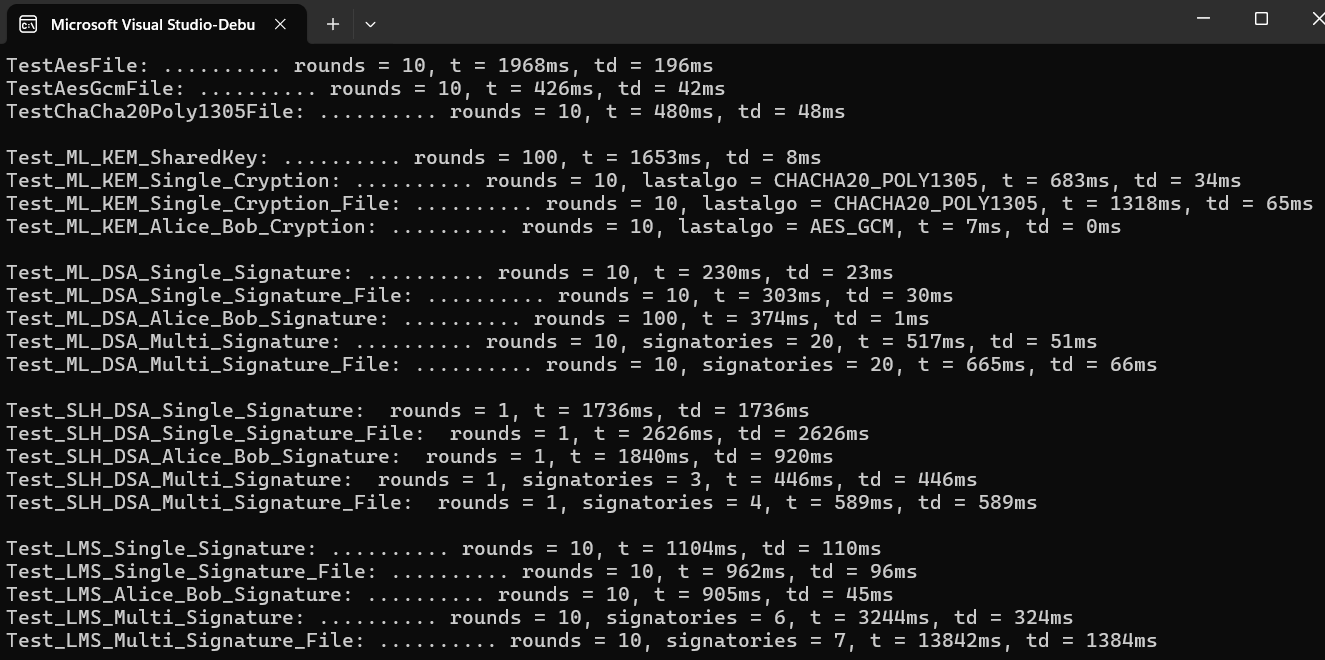 Microsoft Visual Studio-Debu
TestAesFile: .......... rounds = 10, t = 1968ms, td = 196ms
TestAesGcmFile: .......... rounds = 10, t = 426ms, td = 42ms
TestChaCha20Poly1305File: .......... rounds = 10, t = 480ms, td = 48ms
Test_ML_KEM_SharedKey: .......... rounds = 100, t = 1653ms, td = 8ms
Test_ML_KEM_Single_Cryption: .......... rounds = 10, lastalgo = CHACHA20_POLY1305, t = 683ms, td = 34ms
Test_ML_KEM_Single_Cryption_File: .......... rounds = 10, lastalgo = CHACHA20_POLY1305, t = 1318ms, td = 65ms
Test_ML_KEM_Alice_Bob_Cryption: .......... rounds = 10, lastalgo = AES_GCM, t = 7ms, td = 0ms
Test_ML_DSA_Single_Signature: .......... rounds = 10, t = 230ms, td = 23ms
Test_ML_DSA_Single_Signature_File: .......... rounds = 10, t = 303ms, td = 30ms
Test_ML_DSA_Alice_Bob_Signature: .......... rounds = 100, t = 374ms, td = 1ms
Test_ML_DSA_Multi_Signature: .......... rounds = 10, signatories = 20, t = 517ms, td = 51ms
Test_ML_DSA_Multi_Signature_File: .......... rounds = 10, signatories = 20, t = 665ms, td = 66ms
Test_SLH_DSA_Single_Signature:  rounds = 1, t = 1736ms, td = 1736ms
Test_SLH_DSA_Single_Signature_File:  rounds = 1, t = 2626ms, td = 2626ms
Test_SLH_DSA_Alice_Bob_Signature:  rounds = 1, t = 1840ms, td = 920ms
Test_SLH_DSA_Multi_Signature:  rounds = 1, signatories = 3, t = 446ms, td = 446ms
Test_SLH_DSA_Multi_Signature_File:  rounds = 1, signatories = 4, t = 589ms, td = 589ms
Test_LMS_Single_Signature: .......... rounds = 10, t = 1104ms, td = 110ms
Test_LMS_Single_Signature_File: .......... rounds = 10, t = 962ms, td = 96ms
Test_LMS_Alice_Bob_Signature: .......... rounds = 10, t = 905ms, td = 45ms
Test_LMS_Multi_Signature: .......... rounds = 10, signatories = 6, t = 3244ms, td = 324ms
Test_LMS_Multi_Signature_File: .......... rounds = 10, signatories = 7, t = 13842ms, td = 1384ms